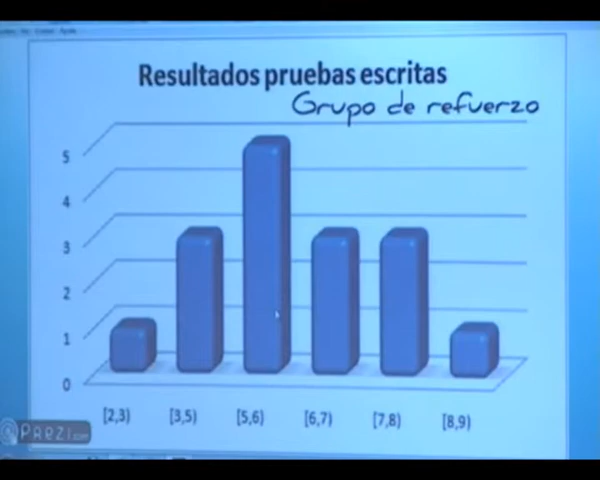 Resultados pruebas escritas
Grupo de refuerzo
5
4
3
2
1
0
[2,3) [3,5) [5,6) [6,7) [7,8) [8,9)
PREZI.com